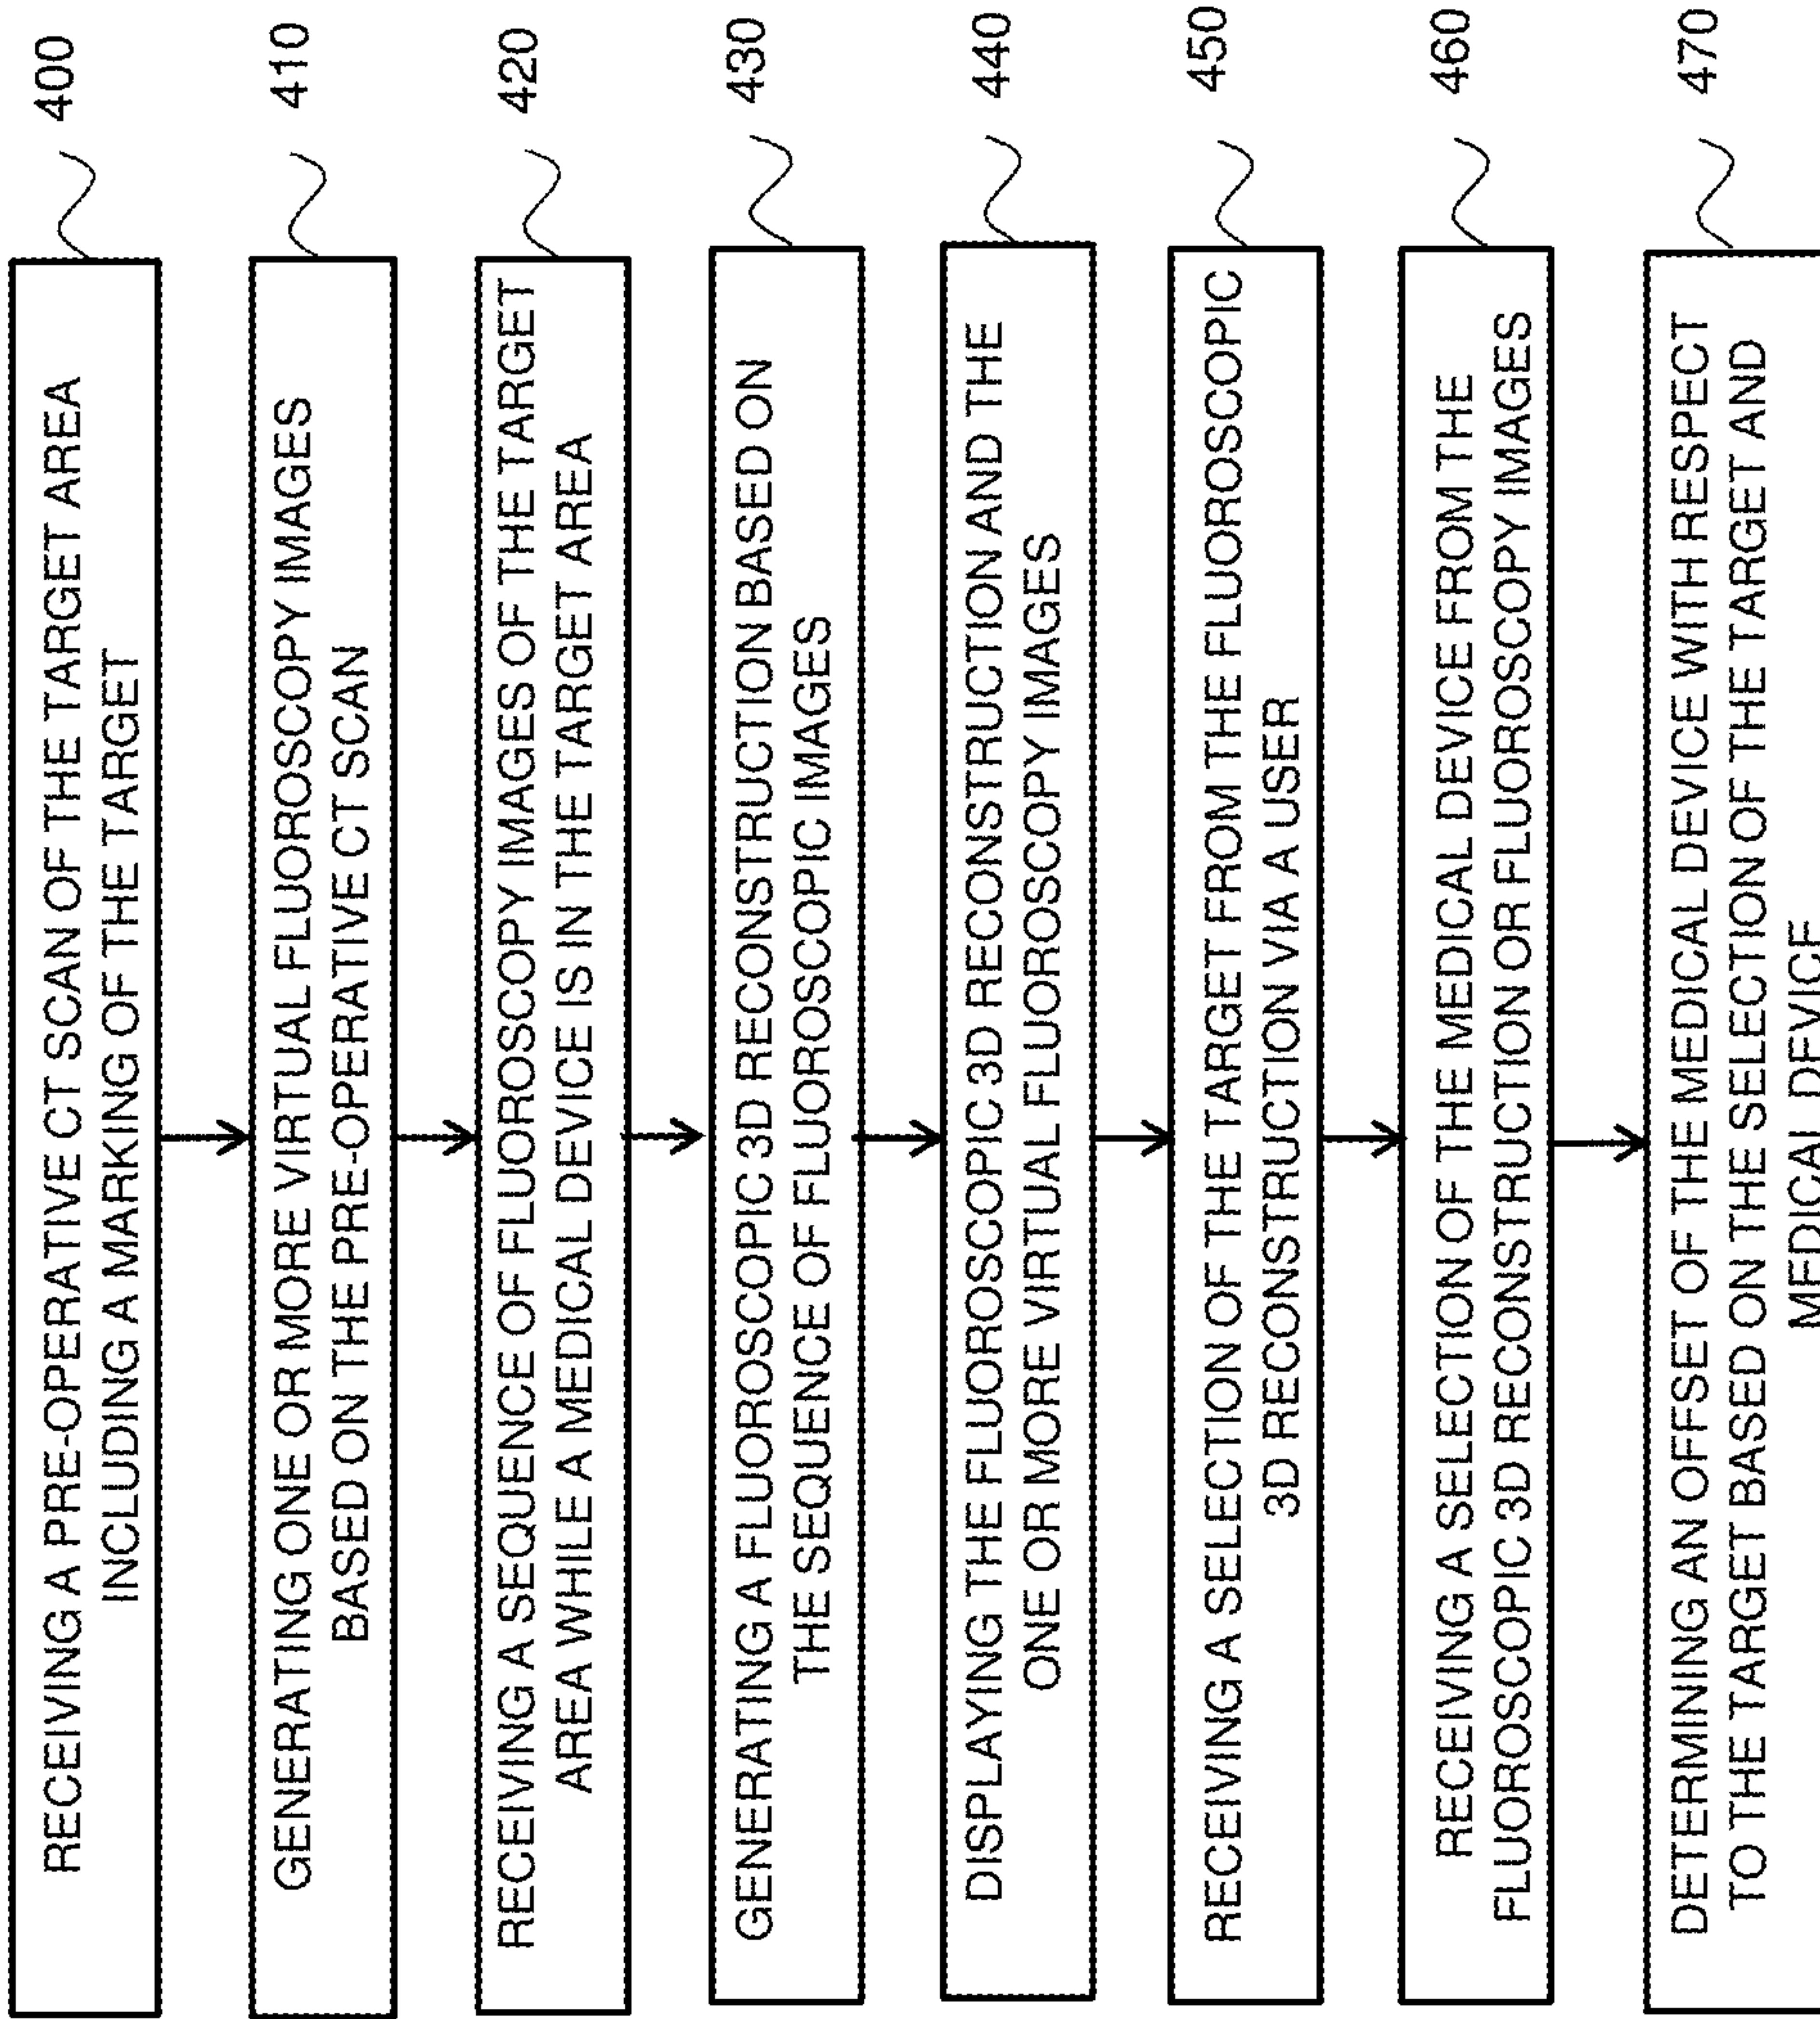 RECEIVING A PRE-OPERATIVE CT SCAN OF THE TARGET AREA
INCLUDING A MARKING OF THE TARGET
400
GENERATING ONE OR MORE VIRTUAL FLUOROSCOPY IMAGES
BASED ON THE PRE-OPERATIVE CT SCAN
410
RECEIVING A SEQUENCE OF FLUOROSCOPY IMAGES OF THE TARGET
AREA WHILE A MEDICAL DEVICE IS IN THE TARGET AREA
420
GENERATING A FLUOROSCOPIC 3D RECONSTRUCTION BASED ON
THE SEQUENCE OF FLUOROSCOPIC IMAGES
430
DISPLAYING THE FLUOROSCOPIC 3D RECONSTRUCTION AND THE
ONE OR MORE VIRTUAL FLUOROSCOPY IMAGES
440
RECEIVING A SELECTION OF THE TARGET FROM THE FLUOROSCOPIC
3D RECONSTRUCTION VIA A USER
450
RECEIVING A SELECTION OF THE MEDICAL DEVICE FROM THE
FLUOROSCOPIC 3D RECONSTRUCTION OR FLUOROSCOPY IMAGES
460
DETERMINING AN OFFSET OF THE MEDICAL DEVICE WITH RESPECT
TO THE TARGET BASED ON THE SELECTION OF THE TARGET AND
MEDICAL DEVICE
470